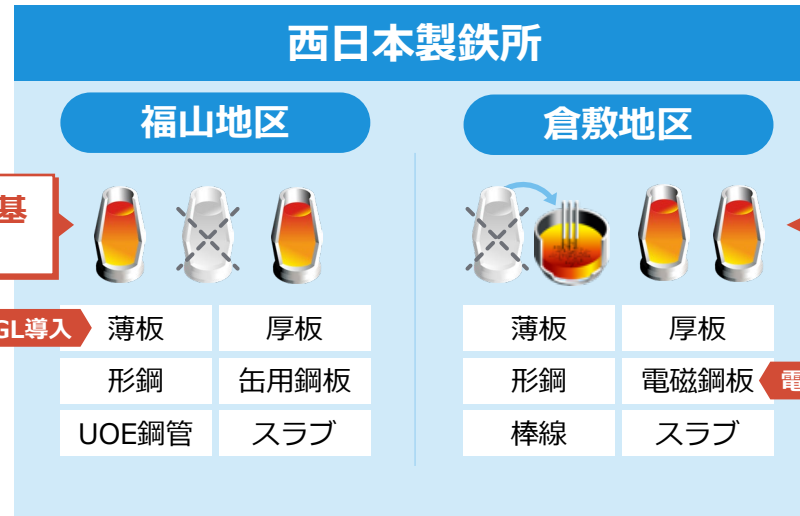 西日本製鉄所
福山地区
倉敷地区
基
GL導入
薄板
厚板
形鋼
缶用鋼板
UOE鋼管
スラブ
薄板
厚板
形鋼
電磁鋼板
電
棒線
スラブ